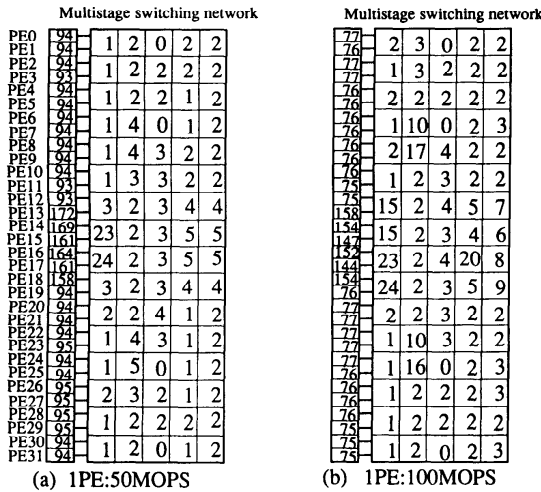 Multistage switching network
PE0 94
PE1 94 1 2 0 2 2
PE2 94
PE3 93 1 2 2 2 2
PE4 94
PE5 94 1 2 2 1 2
PE6 94
PE7 94 1 4 0 1 2
PE8 94
PE9 94 1 4 3 2 2
PE10 94
PE11 93 1 3 3 2 2
PE12 93
PE13 172 3 2 3 4 4
PE14 169
PE15 161 23 2 3 5 5
PE16 164
PE17 161 24 2 3 5 5
PE18 158
PE19 94 3 2 3 4 4
PE20 94
PE21 94 2 2 4 1 2
PE22 94
PE23 95 1 4 3 1 2
PE24 94
PE25 94 1 5 0 1 2
PE26 95
PE27 95 2 3 2 1 2
PE28 94
PE29 95 1 2 2 2 2
PE30 94
PE31 94 1 2 0 1 2
(a) 1PE:50MOPS
Multistage switching network
77
76 2 3 0 2 2
77
77 1 3 2 2 2
76
76 2 2 2 2 2
76
76 1 10 0 2 3
76
76 2 17 4 2 2
76
75 1 2 3 2 2
75
158 15 2 4 5 7
154
147 15 2 3 4 6
152
144 23 2 4 20 8
154
76 24 2 3 5 9
77
77 2 2 3 2 2
77
77 1 10 3 2 2
77
76 1 16 0 2 3
76
76 1 2 2 2 3
76
77 1 2 2 2 2
75
75 1 2 0 2 3
(b) 1PE:100MOPS